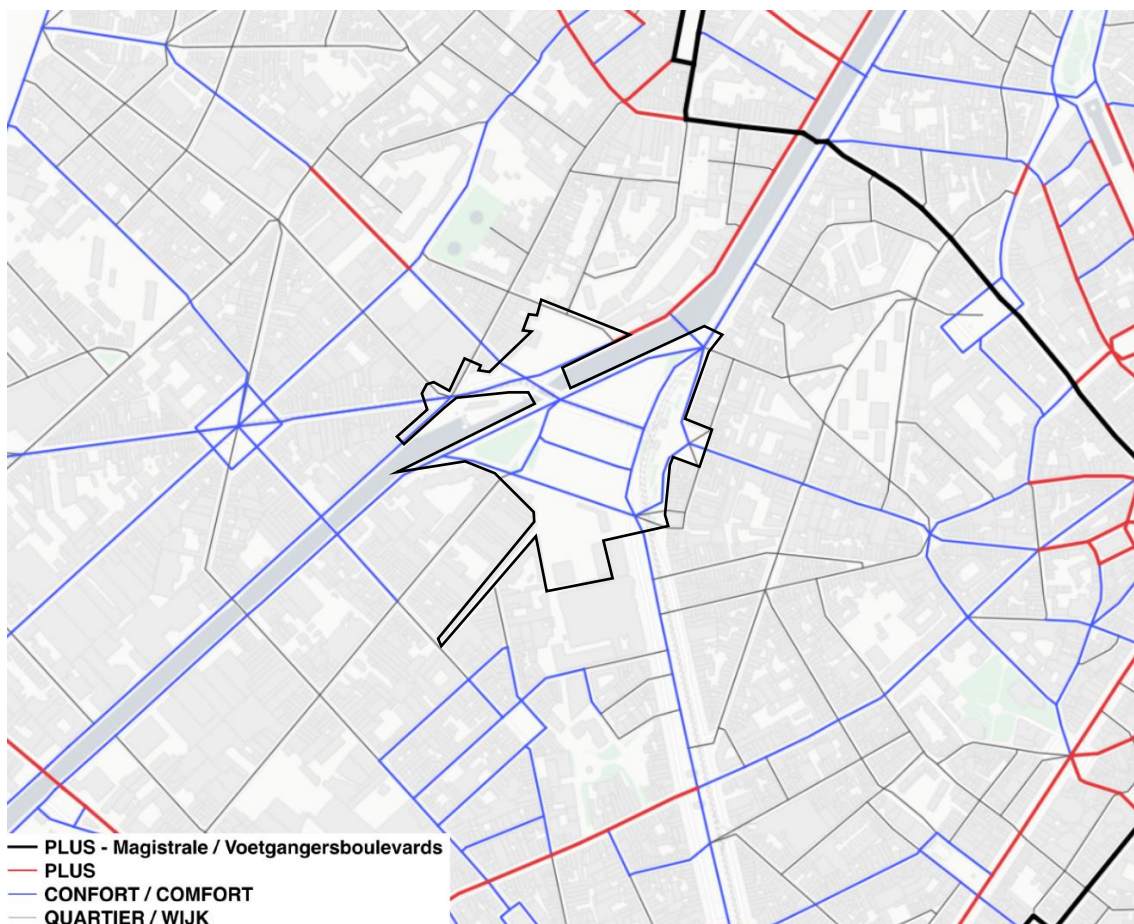 PLUS - Magistrale / Voetgangersboulevards
PLUS
CONFORT / COMFORT
QUARTIER / WIJK